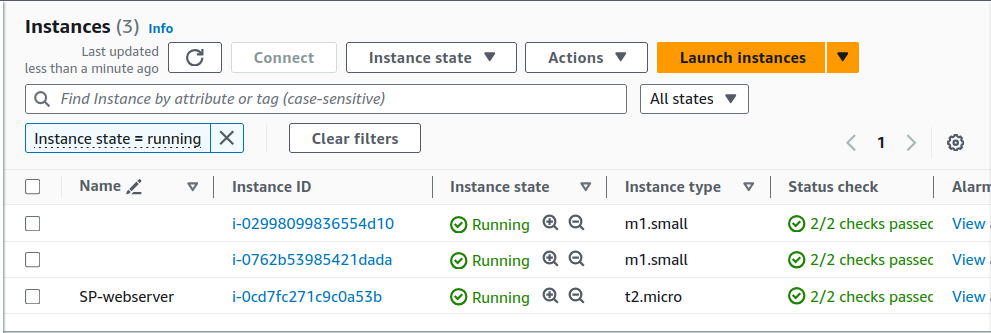 Instances (3) Info
Last updated
less than a minute ago
Connect
Instance state
Actions
Launch instances
Find Instance by attribute or tag (case-sensitive)
All states
Instance state = running
Clear filters
1
Name Instance ID Instance state Instance type Status check Alarm
i-02998099836554d10 Running m1.small 2/2 checks passed View
i-0762b53985421dada Running m1.small 2/2 checks passed View
SP-webserver i-0cd7fc271c9c0a53b Running t2.micro 2/2 checks passed View